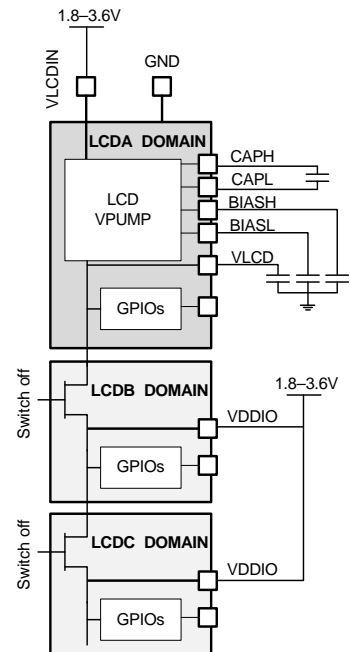 1.8–3.6V
VLCDIN
GND
LCDA DOMAIN
LCD
VPUMP
CAPH
CAPL
BIASH
BIASL
VLCD
GPIOs
Switch off
LCDB DOMAIN
1.8–3.6V
VDDIO
GPIOs
Switch off
LCDC DOMAIN
VDDIO
GPIOs